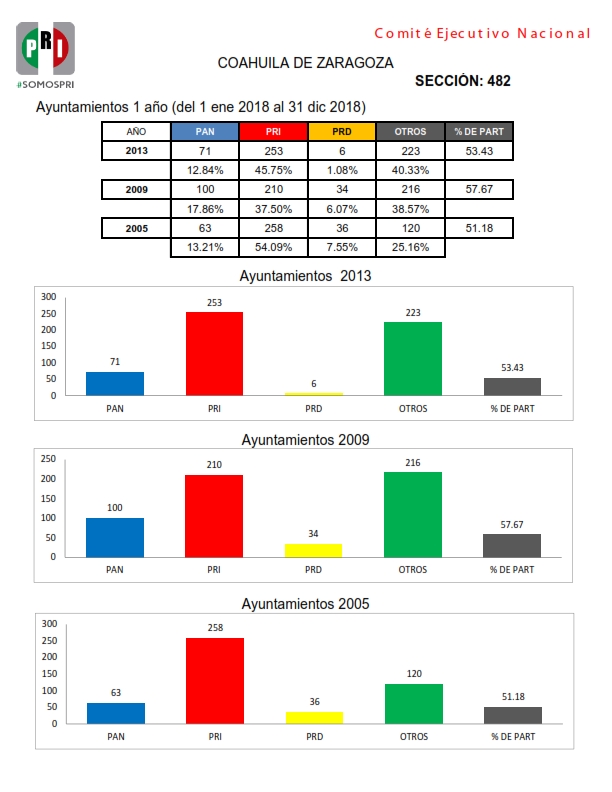 Comité Ejecutivo Nacional
PRI
#SOMOSPRI
COAHUILA DE ZARAGOZA
SECCIÓN: 482
Ayuntamientos 1 año (del 1 ene 2018 al 31 dic 2018)
AÑO PAN PRI PRD OTROS % DE PART
2013 71 253 6 223 53.43
12.84% 45.75% 1.08% 40.33%
2009 100 210 34 216 57.67
17.86% 37.50% 6.07% 38.57%
2005 63 258 36 120 51.18
13.21% 54.09% 7.55% 25.16%
Ayuntamientos 2013
300
250
200
150
100
50
0
71 253 6 223 53.43
PAN PRI PRD OTROS % DE PART
Ayuntamientos 2009
250
200
150
100
50
0
100 210 34 216 57.67
PAN PRI PRD OTROS % DE PART
Ayuntamientos 2005
300
250
200
150
100
50
0
63 258 36 120 51.18
PAN PRI PRD OTROS % DE PART